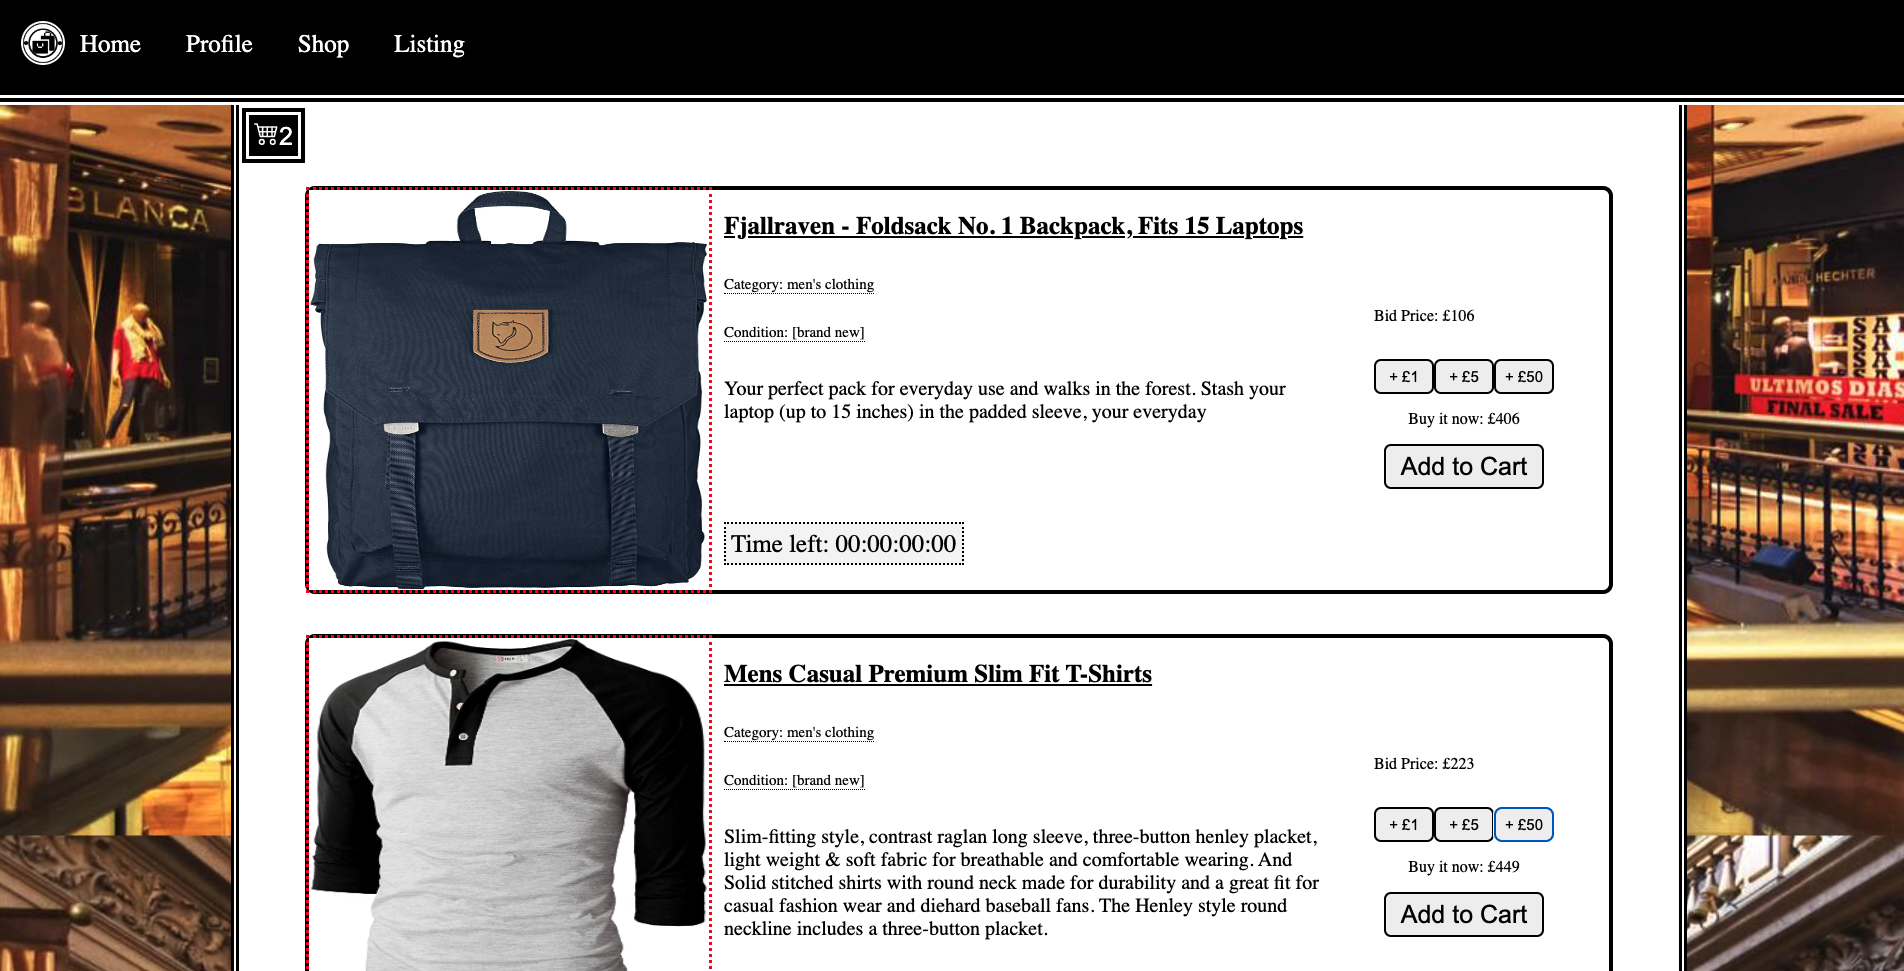 Home Profile Shop Listing
2
BLANCA
Fjallraven - Foldsack No. 1 Backpack, Fits 15 Laptops
Category: men's clothing
Condition: [brand new]
Your perfect pack for everyday use and walks in the forest. Stash your
laptop (up to 15 inches) in the padded sleeve, your everyday
Time left: 00:00:00:00
Bid Price: £106
+ £1 + £5 + £50
Buy it now: £406
Add to Cart
HECHTER
ULTIMOS DIAS
FINAL SALE
Mens Casual Premium Slim Fit T-Shirts
Category: men's clothing
Condition: [brand new]
Slim-fitting style, contrast raglan long sleeve, three-button henley placket,
light weight & soft fabric for breathable and comfortable wearing. And
Solid stitched shirts with round neck made for durability and a great fit for
casual fashion wear and diehard baseball fans. The Henley style round
neckline includes a three-button placket.
Bid Price: £223
+ £1 + £5 + £50
Buy it now: £449
Add to Cart